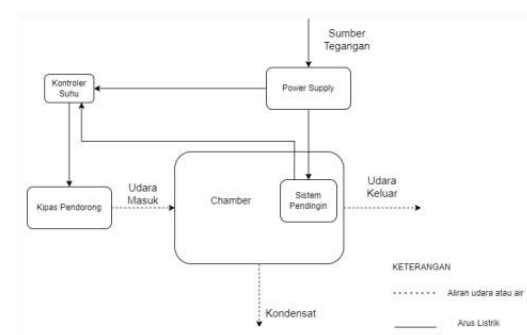 Sumber
Tegangan
Kontroler
Suhu
Power Supply
Udara
Masuk
Kipas Pendorong
Chamber
Sistem
Pendingin
Udara
Keluar
Kondensat
KETERANGAN
Aliran udara atau air
Arus Listrik